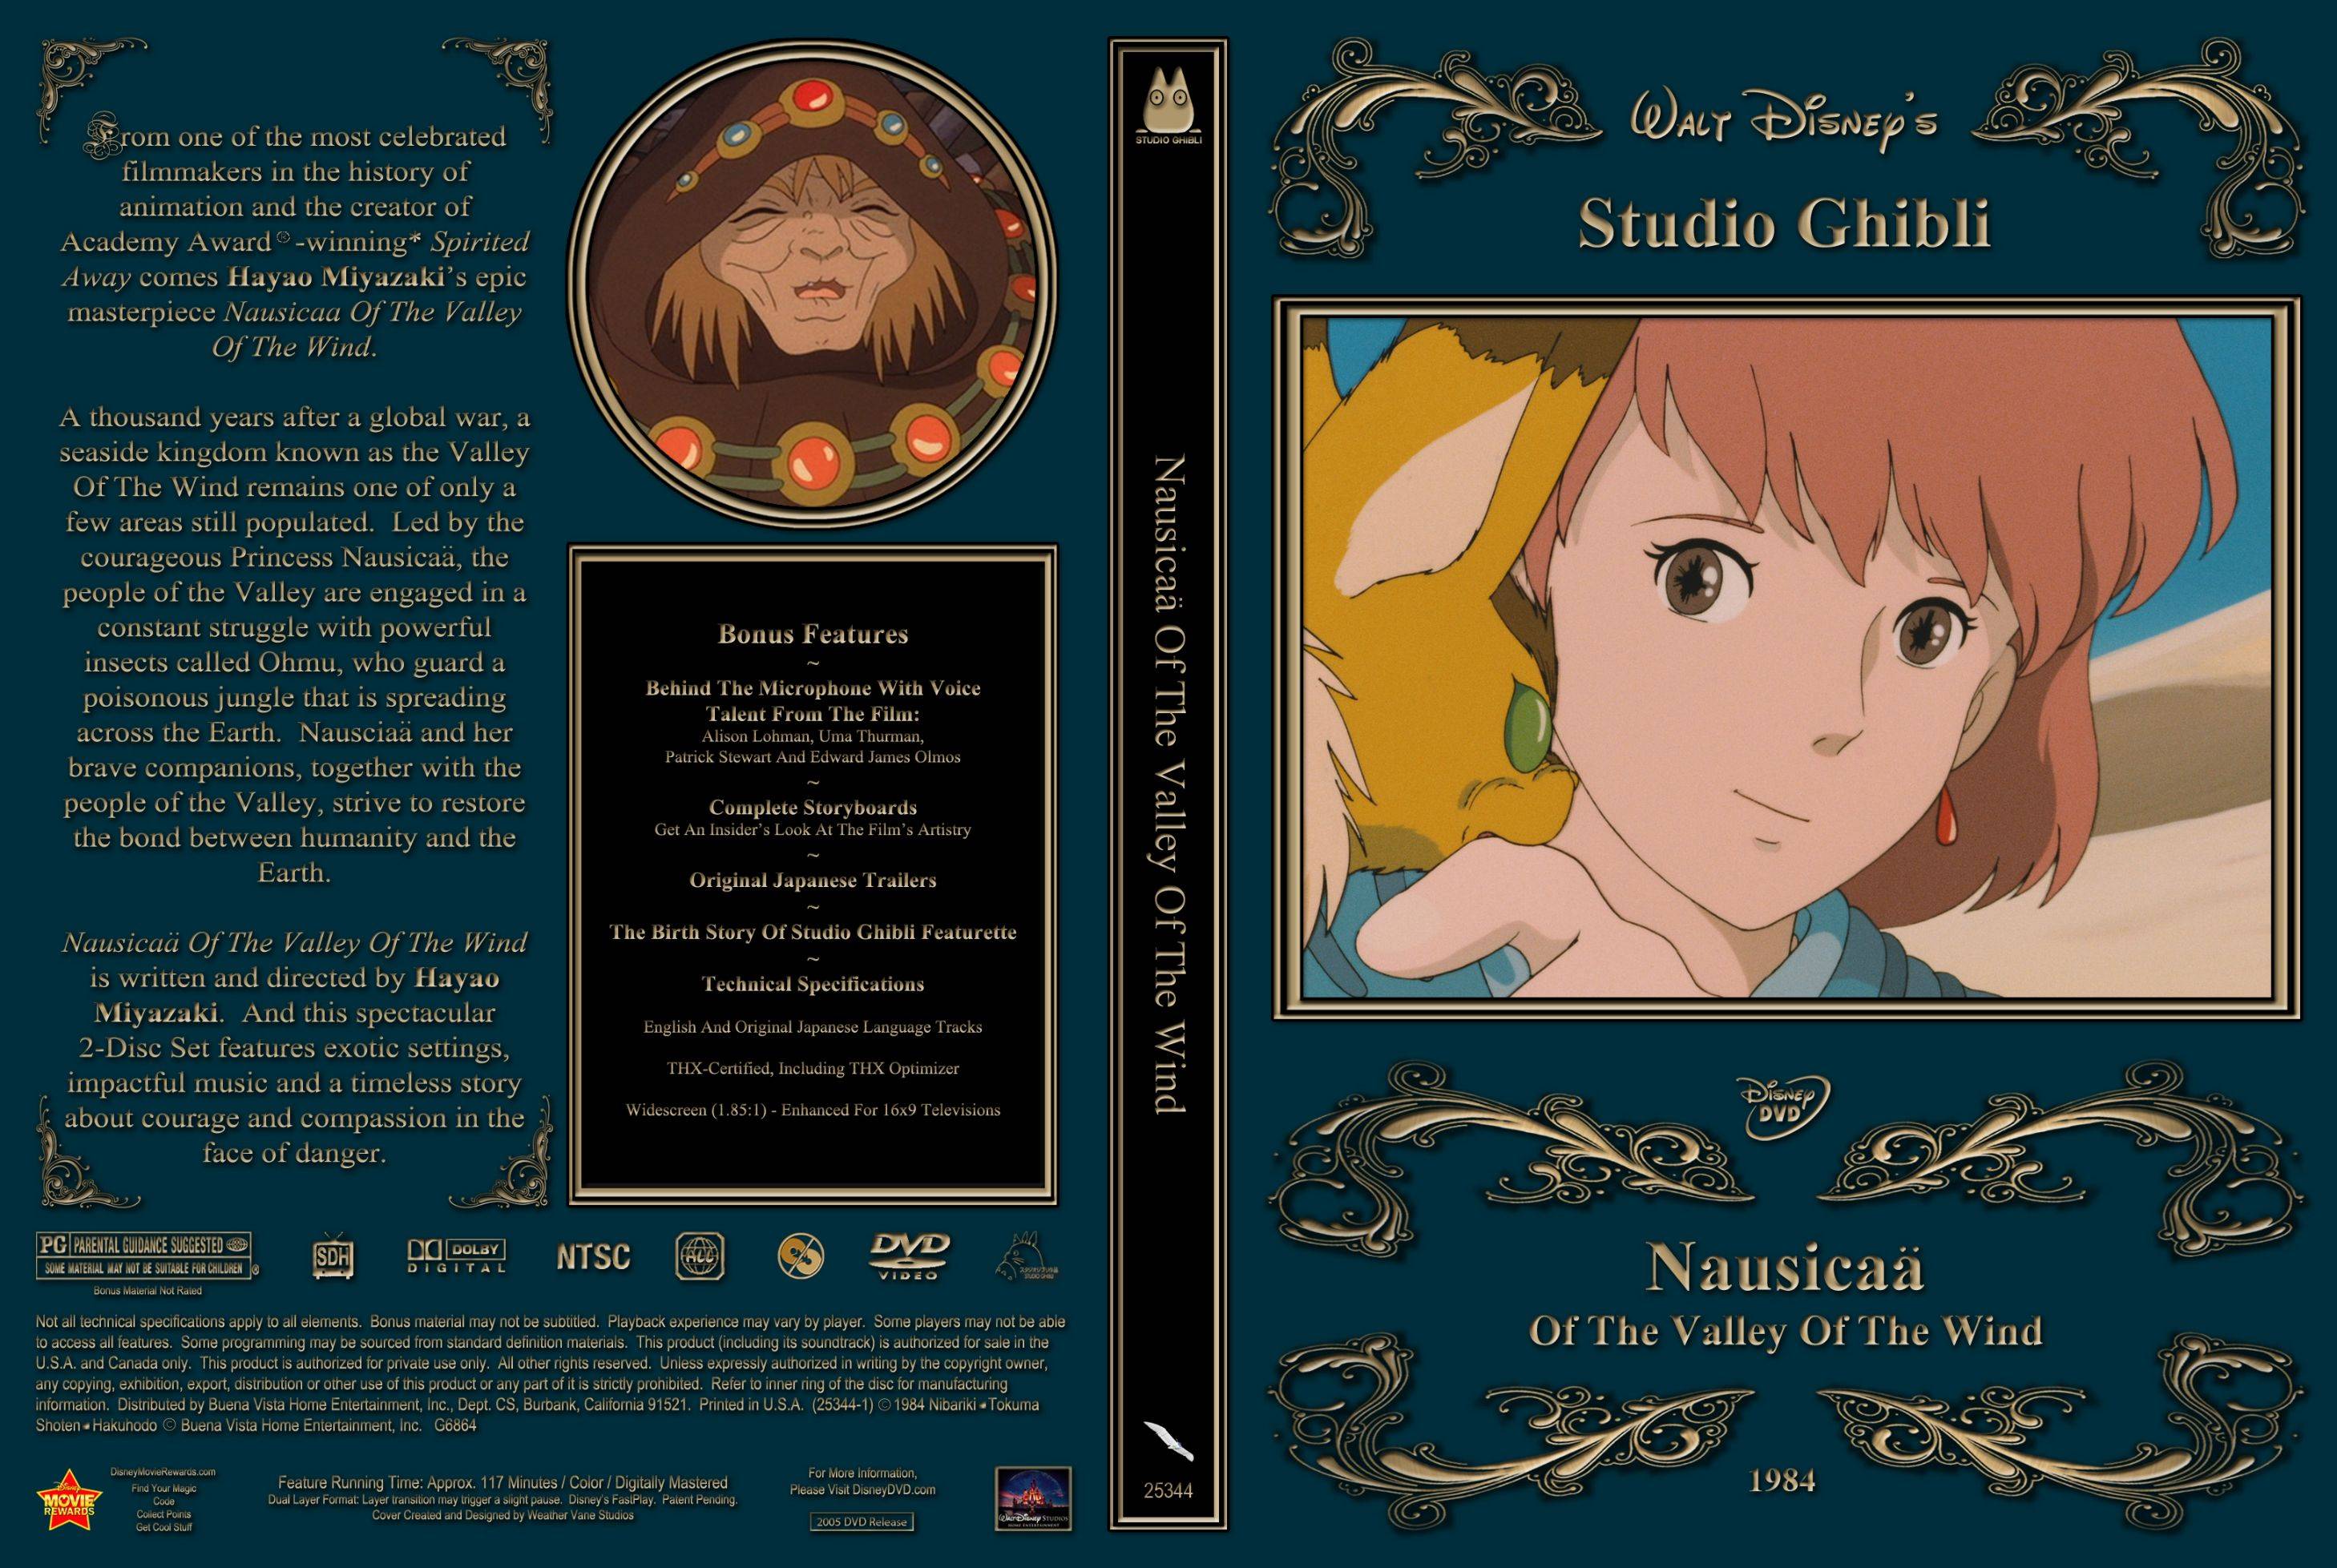 From one of the most celebrated
filmmakers in the history of
animation and the creator of
Academy Award®-winning* Spirited
Away comes Hayao Miyazaki's epic
masterpiece Nausicaa Of The Valley
Of The Wind.
A thousand years after a global war, a
seaside kingdom known as the Valley
Of The Wind remains one of only a
few areas still populated.  Led by the
courageous Princess Nausicaä, the
people of the Valley are engaged in a
constant struggle with powerful
insects called Ohmu, who guard a
poisonous jungle that is spreading
across the Earth.  Nausciaä and her
brave companions, together with the
people of the Valley, strive to restore
the bond between humanity and the
Earth.
Nausicaä Of The Valley Of The Wind
is written and directed by Hayao
Miyazaki.  And this spectacular
2-Disc Set features exotic settings,
impactful music and a timeless story
about courage and compassion in the
face of danger.
Bonus Features
~
Behind The Microphone With Voice
Talent From The Film:
Alison Lohman, Uma Thurman,
Patrick Stewart And Edward James Olmos
~
Complete Storyboards
Get An Insider's Look At The Film's Artistry
~
Original Japanese Trailers
~
The Birth Story Of Studio Ghibli Featurette
~
Technical Specifications
English And Original Japanese Language Tracks
THX-Certified, Including THX Optimizer
Widescreen (1.85:1) - Enhanced For 16x9 Televisions
PG PARENTAL GUIDANCE SUGGESTED
SOME MATERIAL MAY NOT BE SUITABLE FOR CHILDREN ®
Bonus Material Not Rated
SDH
DOLBY
DIGITAL
NTSC
ALL
DVD
VIDEO
Not all technical specifications apply to all elements.  Bonus material may not be subtitled.  Playback experience may vary by player.  Some players may not be able
to access all features.  Some programming may be sourced from standard definition materials.  This product (including its soundtrack) is authorized for sale in the
U.S.A. and Canada only.  This product is authorized for private use only.  All other rights reserved.  Unless expressly authorized in writing by the copyright owner,
any copying, exhibition, export, distribution or other use of this product or any part of it is strictly prohibited.  Refer to inner ring of the disc for manufacturing
information.  Distributed by Buena Vista Home Entertainment, Inc., Dept. CS, Burbank, California 91521.  Printed in U.S.A.  (25344-1) © 1984 Nibariki • Tokuma
Shoten • Hakuhodo © Buena Vista Home Entertainment, Inc.   G6864
Disney
MOVIE
REWARDS
DisneyMovieRewards.com
Find Your Magic
Code
Collect Points
Get Cool Stuff
Feature Running Time: Approx. 117 Minutes / Color / Digitally Mastered
Dual Layer Format: Layer transition may trigger a slight pause.  Disney's FastPlay.  Patent Pending.
Cover Created and Designed by Weather Vane Studios
For More Information,
Please Visit DisneyDVD.com
2005 DVD Release
Walt Disney STUDIOS
HOME ENTERTAINMENT
STUDIO GHIBLI
Nausicaä Of The Valley Of The Wind
25344
Walt Disney's
Studio Ghibli
Disney
DVD
Nausicaä
Of The Valley Of The Wind
1984